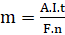 m = A.I.t / F.n